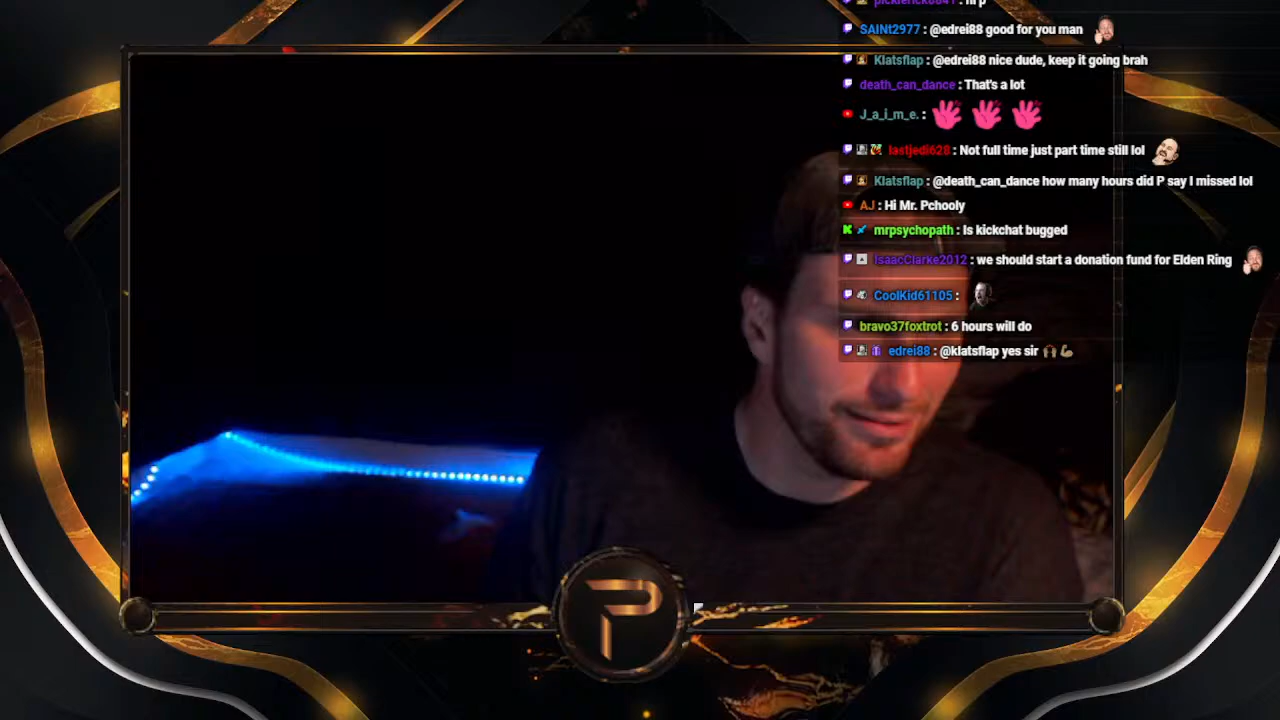 SAINt2977 : @edrei88 good for you man
Klatsflap : @edrei88 nice dude, keep it going brah
death_can_dance : That's a lot
J_a_i_m_e. :
lastjedi628 : Not full time just part time still lol
Klatsflap : @death_can_dance how many hours did P say I missed lol
AJ : Hi Mr. Pchooly
mrpsychopath : Is kickchat bugged
IsaacClarke2012 : we should start a donation fund for Elden Ring
CoolKid61105 :
bravo37foxtrot : 6 hours will do
edrei88 : @klatsflap yes sir 🙌🏾 💪🏾
P